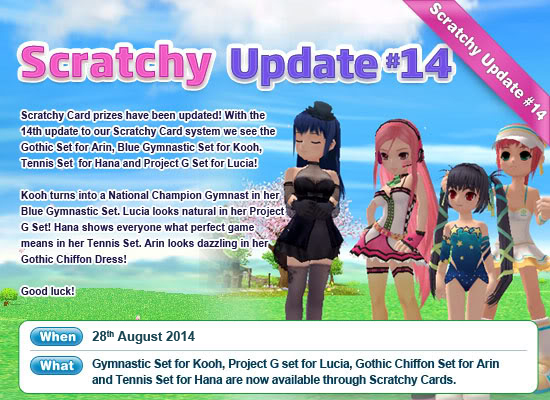 Scratchy Update #14
Scratchy Update #14
Scratchy Card prizes have been updated! With the
14th update to our Scratchy Card system we see the
Gothic Set for Arin, Blue Gymnastic Set for Kooh,
Tennis Set for Hana and Project G Set for Lucia!
Kooh turns into a National Champion Gymnast in her
Blue Gymnastic Set. Lucia looks natural in her Project
G Set! Hana shows everyone what perfect game
means in her Tennis Set. Arin looks dazzling in her
Gothic Chiffon Dress!
Good luck!
When 28th August 2014
What Gymnastic Set for Kooh, Project G set for Lucia, Gothic Chiffon Set for Arin
and Tennis Set for Hana are now available through Scratchy Cards.